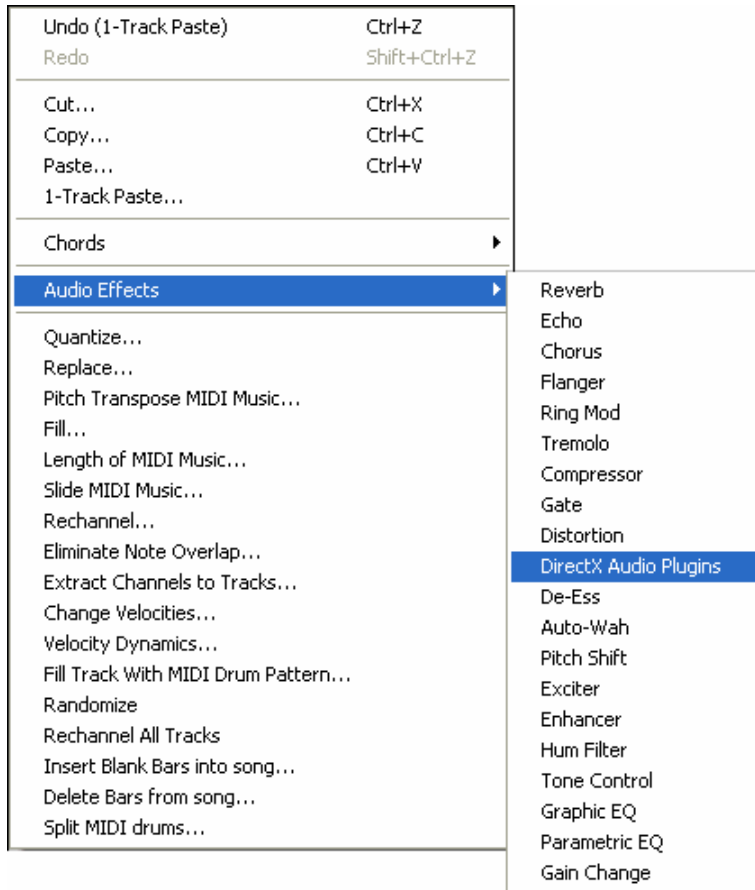 Undo (1-Track Paste) Ctrl+Z
Redo Shift+Ctrl+Z
Cut... Ctrl+X
Copy... Ctrl+C
Paste... Ctrl+V
1-Track Paste...
Chords
Audio Effects
Quantize...
Replace...
Pitch Transpose MIDI Music...
Fill...
Length of MIDI Music...
Slide MIDI Music...
Rechannel...
Eliminate Note Overlap...
Extract Channels to Tracks...
Change Velocities...
Velocity Dynamics...
Fill Track With MIDI Drum Pattern...
Randomize
Rechannel All Tracks
Insert Blank Bars into song...
Delete Bars from song...
Split MIDI drums...
Reverb
Echo
Chorus
Flanger
Ring Mod
Tremolo
Compressor
Gate
Distortion
DirectX Audio Plugins
De-Ess
Auto-Wah
Pitch Shift
Exciter
Enhancer
Hum Filter
Tone Control
Graphic EQ
Parametric EQ
Gain Change